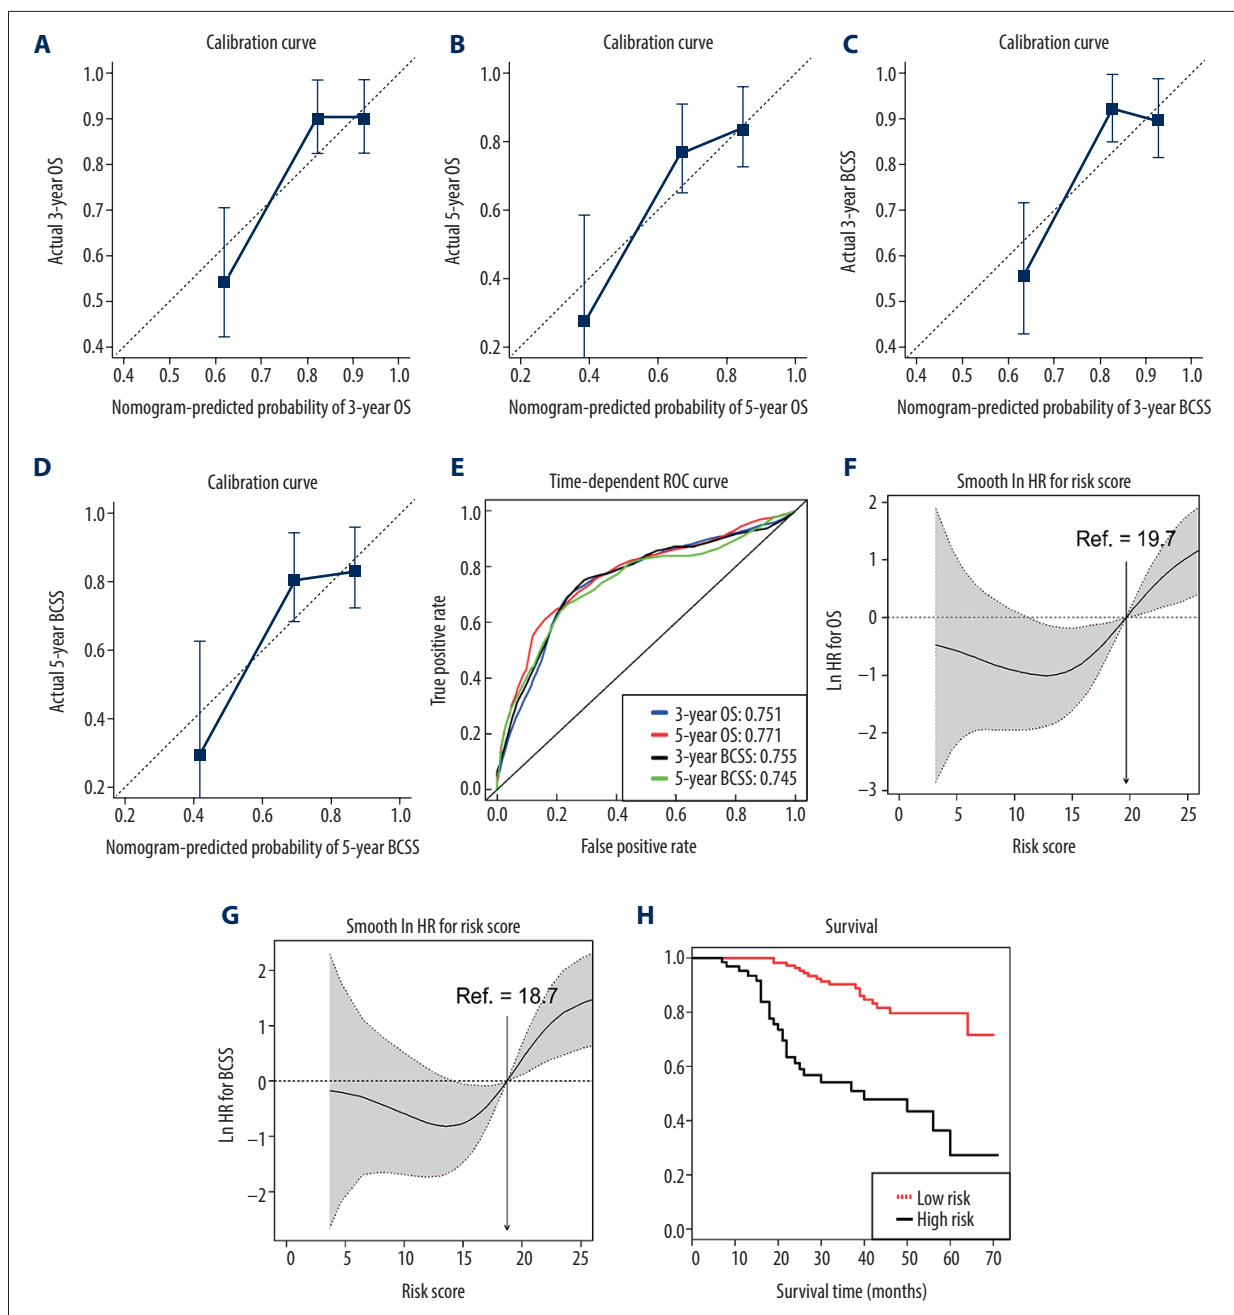 A
Calibration curve
1.0
0.9
0.8
0.7
0.6
0.5
0.4
Actual 3-year OS
0.4 0.5 0.6 0.7 0.8 0.9 1.0
Nomogram-predicted probability of 3-year OS
B
Calibration curve
1.0
0.8
0.6
0.4
0.2
Actual 5-year OS
0.2 0.4 0.6 0.8 1.0
Nomogram-predicted probability of 5-year OS
C
Calibration curve
1.0
0.9
0.8
0.7
0.6
0.5
0.4
Actual 3-year BCSS
0.4 0.5 0.6 0.7 0.8 0.9 1.0
Nomogram-predicted probability of 3-year BCSS
D
Calibration curve
1.0
0.8
0.6
0.4
0.2
Actual 5-year BCSS
0.2 0.4 0.6 0.8 1.0
Nomogram-predicted probability of 5-year BCSS
E
Time-dependent ROC curve
1.0
0.8
0.6
0.4
0.2
0.0
True positive rate
3-year OS: 0.751
5-year OS: 0.771
3-year BCSS: 0.755
5-year BCSS: 0.745
0.0 0.2 0.4 0.6 0.8 1.0
False positive rate
F
Smooth ln HR for risk score
2
1
0
−1
−2
−3
Ln HR for OS
Ref. = 19.7
0 5 10 15 20 25
Risk score
G
Smooth ln HR for risk score
2
1
0
−1
−2
Ln HR for BCSS
Ref. = 18.7
0 5 10 15 20 25
Risk score
H
Survival
1.0
0.8
0.6
0.4
0.2
0.0
Low risk
High risk
0 10 20 30 40 50 60 70
Survival time (months)